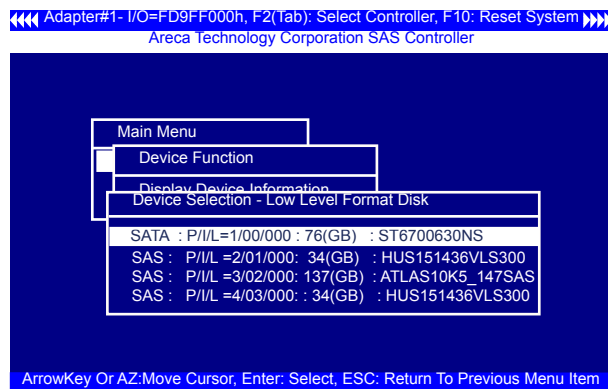 Adapter#1- I/O=FD9FF000h, F2(Tab): Select Controller, F10: Reset System
Areca Technology Corporation SAS Controller
Main Menu
Device Function
Display Device Information
Device Selection - Low Level Format Disk
SATA : P/I/L=1/00/000 : 76(GB) : ST6700630NS
SAS : P/I/L =2/01/000: 34(GB) : HUS151436VLS300
SAS : P/I/L =3/02/000: 137(GB) : ATLAS10K5_147SAS
SAS : P/I/L =4/03/000: : 34(GB) : HUS151436VLS300
ArrowKey Or AZ:Move Cursor, Enter: Select, ESC: Return To Previous Menu Item